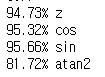 94.73% z
95.32% cos
95.66% sin
81.72% atan2